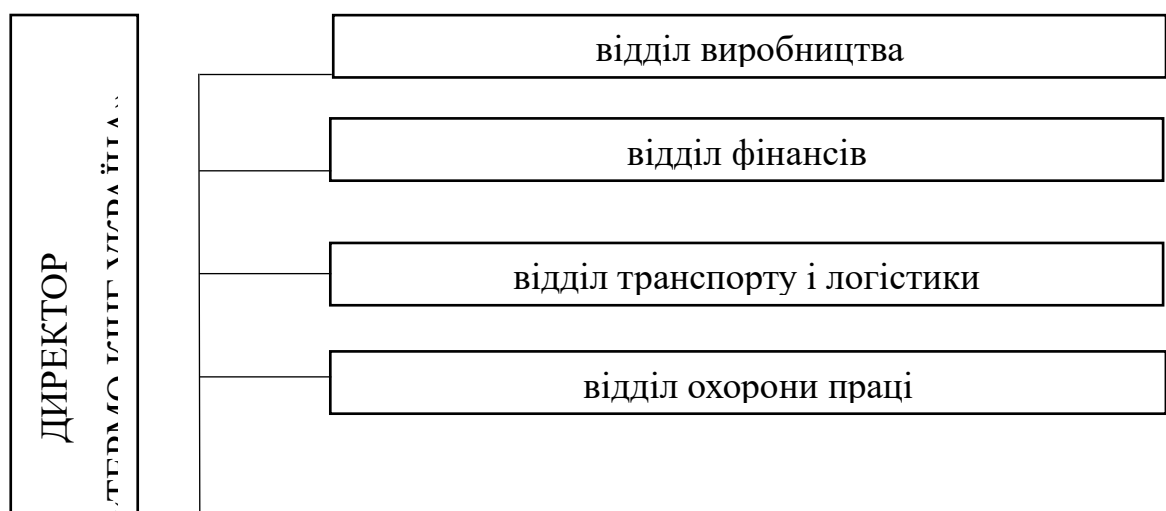 ДИРЕКТОР
відділ виробництва
відділ фінансів
відділ транспорту і логістики
відділ охорони праці